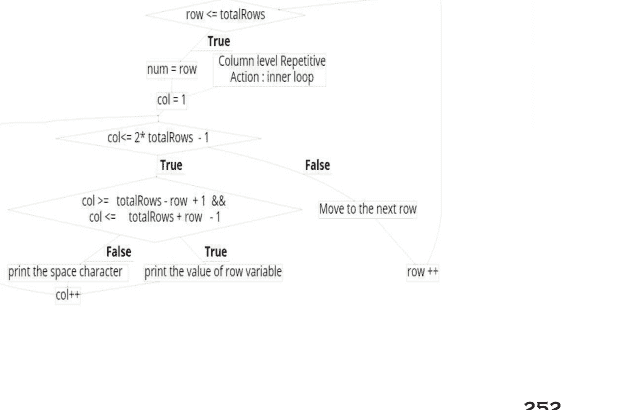 row <= totalRows
True
num = row
Column level Repetitive
Action : inner loop
col = 1
col<= 2* totalRows - 1
True
False
col >= totalRows - row + 1 &&
col <= totalRows + row - 1
Move to the next row
False
True
print the space character
print the value of row variable
row ++
col++
252